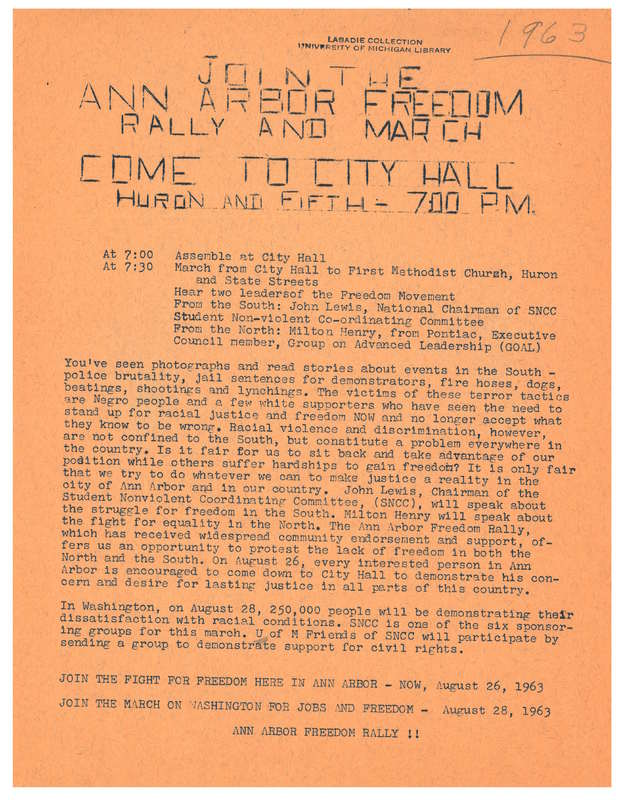 LABADIE COLLECTION
UNIVERSITY OF MICHIGAN LIBRARY
1963
JOIN THE
ANN ARBOR FREEDOM
RALLY AND MARCH
COME TO CITY HALL
HURON AND FIFTH - 7:00 P.M.
At 7:00 Assemble at City Hall
At 7:30 March from City Hall to First Methodist Church, Huron
and State Streets
Hear two leadersof the Freedom Movement
From the South: John Lewis, National Chairman of SNCC
Student Non-violent Co-ordinating Committee
From the North: Milton Henry, from Pontiac, Executive
Council member, Group on Advanced Leadership (GOAL)
You've seen photographs and read stories about events in the South -
police brutality, jail sentences for demonstrators, fire hoses, dogs,
beatings, shootings and lynchings. The victims of these terror tactics
are Negro people and a few white supporters who have seen the need to
stand up for racial justice and freedom NOW and no longer accept what
they know to be wrong. Racial violence and discrimination, however,
are not confined to the South, but constitute a problem everywhere in
the country. Is it fair for us to sit back and take advantage of our
position while others suffer hardships to gain freedom? It is only fair
that we try to do whatever we can to make justice a reality in the
city of Ann Arbor and in our country. John Lewis, Chairman of the
Student Nonviolent Coordinating Committee, (SNCC), will speak about
the struggle for freedom in the South. Milton Henry will speak about
the fight for equality in the North. The Ann Arbor Freedom Rally,
which has received widespread community endorsement and support, of-
fers us an opportunity to protest the lack of freedom in both the
North and the South. On August 26, every interested person in Ann
Arbor is encouraged to come down to City Hall to demonstrate his con-
cern and desire for lasting justice in all parts of this country.
In Washington, on August 28, 250,000 people will be demonstrating their
dissatisfaction with racial conditions. SNCC is one of the six sponsor-
ing groups for this march. U of M Friends of SNCC will participate by
sending a group to demonstrate support for civil rights.
JOIN THE FIGHT FOR FREEDOM HERE IN ANN ARBOR - NOW, August 26, 1963
JOIN THE MARCH ON WASHINGTON FOR JOBS AND FREEDOM - August 28, 1963
ANN ARBOR FREEDOM RALLY !!